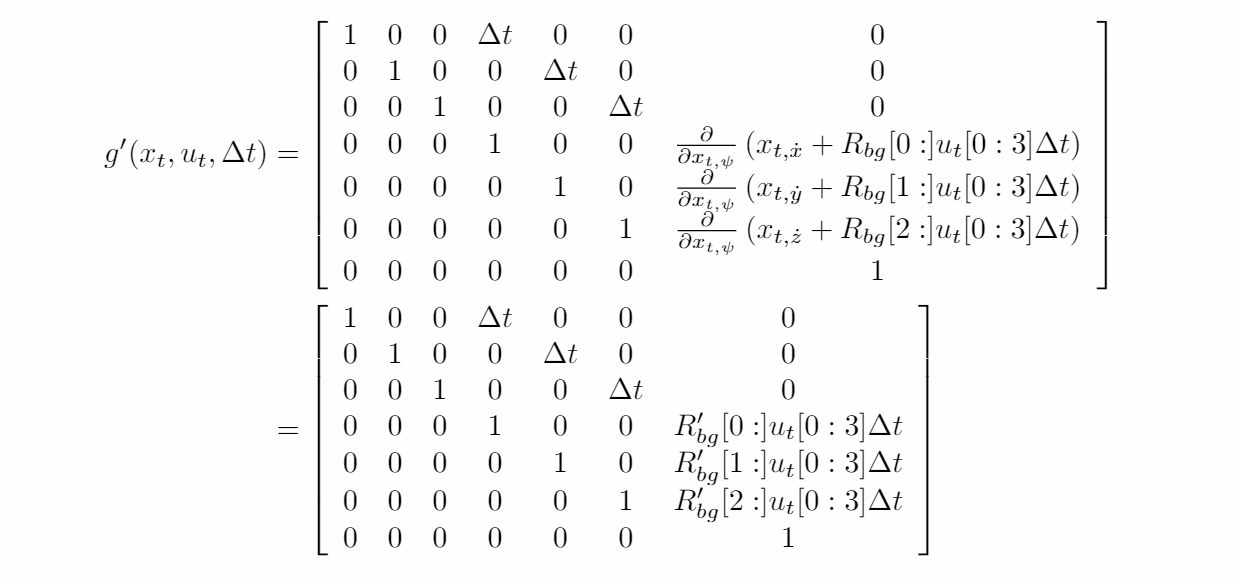 1 0 0 Δt 0 0 0
0 1 0 0 Δt 0 0
0 0 1 0 0 Δt 0
g′(x_t, u_t, Δt) = 0 0 0 1 0 0 ∂/∂x_{t,ψ} (x_{t,ẋ} + R_{bg}[0 :]u_t[0 : 3]Δt)
0 0 0 0 1 0 ∂/∂x_{t,ψ} (x_{t,ẏ} + R_{bg}[1 :]u_t[0 : 3]Δt)
0 0 0 0 0 1 ∂/∂x_{t,ψ} (x_{t,ż} + R_{bg}[2 :]u_t[0 : 3]Δt)
0 0 0 0 0 0 1
1 0 0 Δt 0 0 0
0 1 0 0 Δt 0 0
0 0 1 0 0 Δt 0
= 0 0 0 1 0 0 R′_{bg}[0 :]u_t[0 : 3]Δt
0 0 0 0 1 0 R′_{bg}[1 :]u_t[0 : 3]Δt
0 0 0 0 0 1 R′_{bg}[2 :]u_t[0 : 3]Δt
0 0 0 0 0 0 1